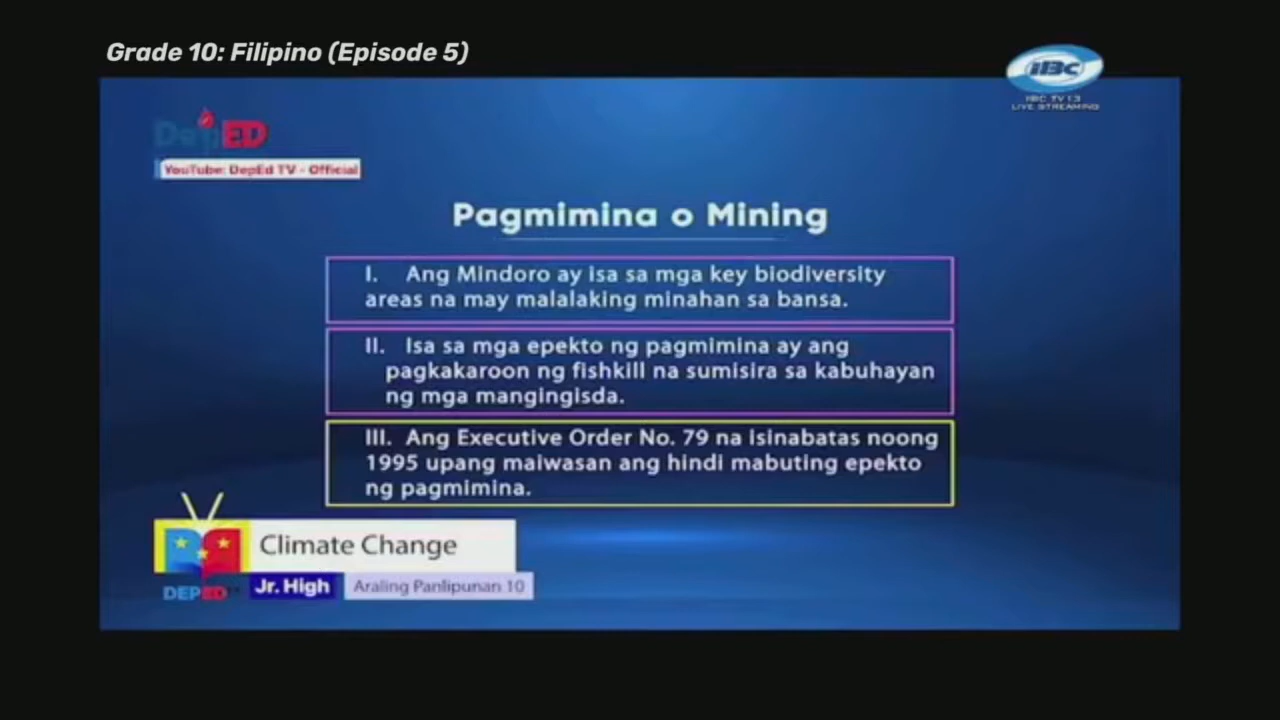 Grade 10: Filipino (Episode 5)
iBC
IBC TV 13
LIVE STREAMING
DepED
YouTube: DepEd TV - Official
Pagmimina o Mining
I. Ang Mindoro ay isa sa mga key biodiversity
areas na may malalaking minahan sa bansa.
II. Isa sa mga epekto ng pagmimina ay ang
pagkakaroon ng fishkill na sumisira sa kabuhayan
ng mga mangingisda.
III. Ang Executive Order No. 79 na isinabatas noong
1995 upang maiwasan ang hindi mabuting epekto
ng pagmimina.
Climate Change
DEPED
Jr. High
Araling Panlipunan 10